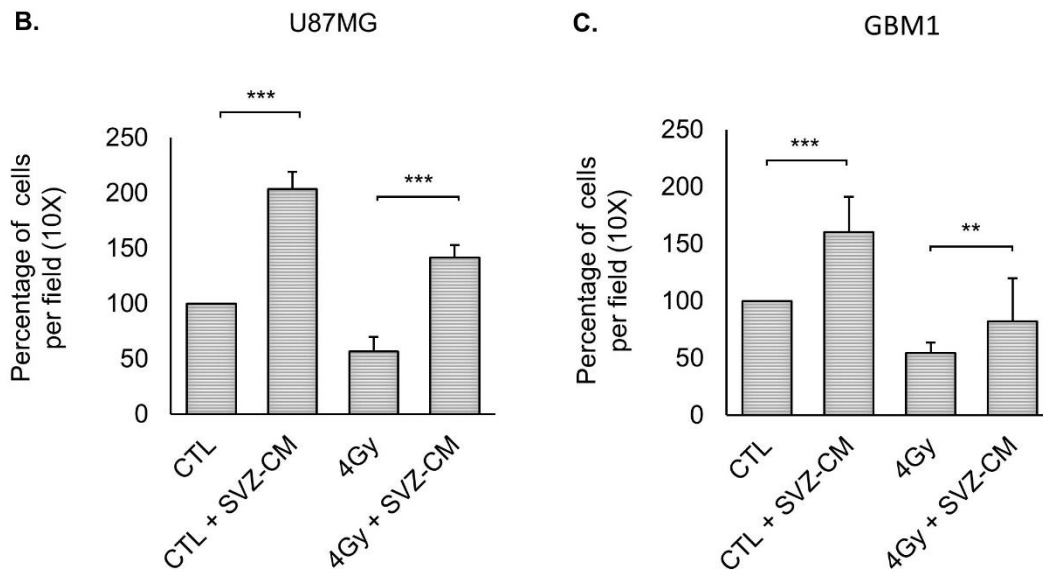 B.
U87MG
Percentage of cells
per field (10X)
250
200
150
100
50
0
***
***
CTL
CTL + SVZ-CM
4Gy
4Gy + SVZ-CM
C.
GBM1
Percentage of cells
per field (10X)
250
200
150
100
50
0
***
**
CTL
CTL + SVZ-CM
4Gy
4Gy + SVZ-CM